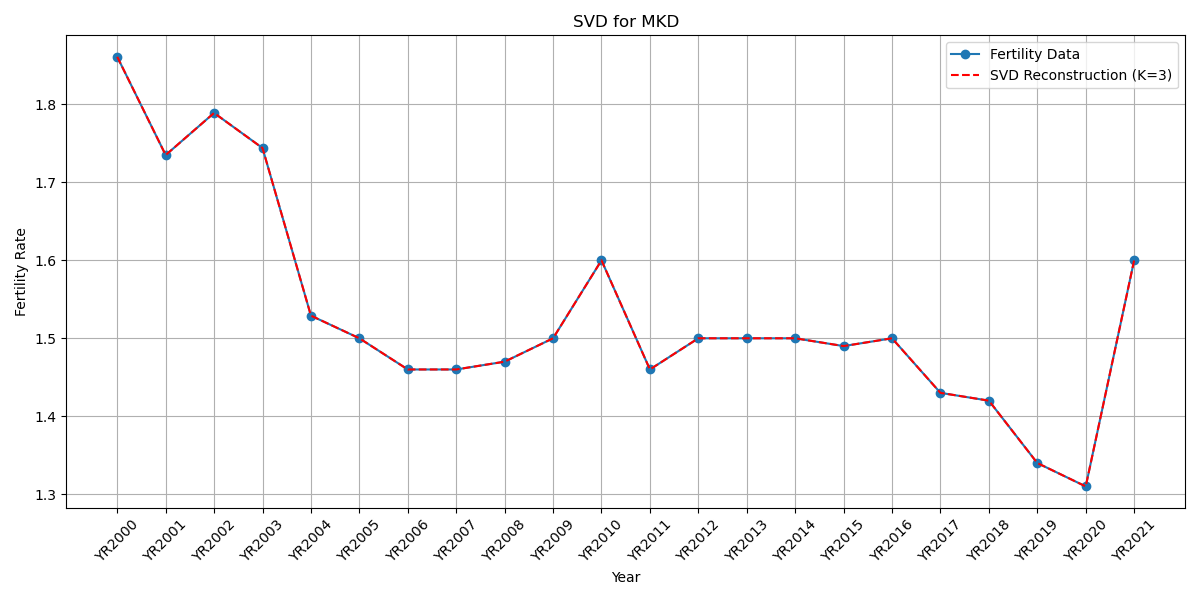 SVD for MKD
Fertility Data
SVD Reconstruction (K=3)
Fertility Rate
1.8
1.7
1.6
1.5
1.4
1.3
YR2000
YR2001
YR2002
YR2003
YR2004
YR2005
YR2006
YR2007
YR2008
YR2009
YR2010
YR2011
YR2012
YR2013
YR2014
YR2015
YR2016
YR2017
YR2018
YR2019
YR2020
YR2021
Year